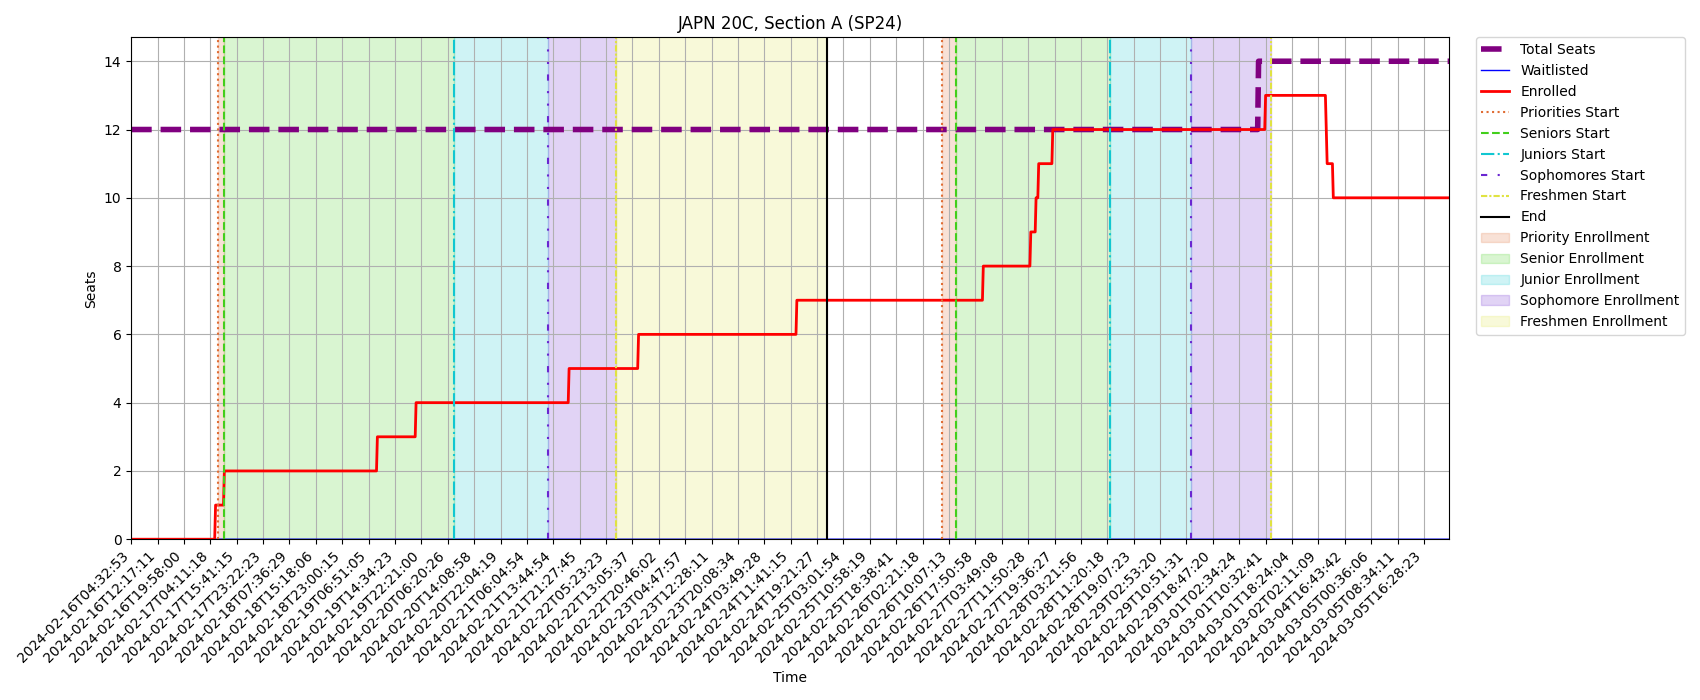 JAPN 20C, Section A (SP24)
Seats
14
12
10
8
6
4
2
0
2024-02-16T04:32:53
2024-02-16T12:17:11
2024-02-16T19:58:00
2024-02-17T04:11:18
2024-02-17T15:41:15
2024-02-17T23:22:23
2024-02-18T07:36:29
2024-02-18T15:18:06
2024-02-18T23:00:15
2024-02-19T06:51:05
2024-02-19T14:34:23
2024-02-19T22:21:00
2024-02-20T06:20:26
2024-02-20T14:08:58
2024-02-20T22:04:19
2024-02-21T06:04:54
2024-02-21T13:44:54
2024-02-21T21:27:45
2024-02-22T05:23:23
2024-02-22T13:05:37
2024-02-22T20:46:02
2024-02-23T04:47:57
2024-02-23T12:28:11
2024-02-23T20:08:34
2024-02-24T03:49:28
2024-02-24T11:41:15
2024-02-24T19:21:27
2024-02-25T03:01:54
2024-02-25T10:58:19
2024-02-25T18:38:41
2024-02-26T02:21:18
2024-02-26T10:07:13
2024-02-26T17:50:58
2024-02-27T03:49:08
2024-02-27T11:50:28
2024-02-27T19:36:27
2024-02-28T03:21:56
2024-02-28T11:20:18
2024-02-28T19:07:23
2024-02-29T02:53:20
2024-02-29T10:51:31
2024-02-29T18:47:20
2024-03-01T02:34:24
2024-03-01T10:32:41
2024-03-01T18:24:04
2024-03-02T02:11:09
2024-03-04T16:43:42
2024-03-05T00:36:06
2024-03-05T08:34:11
2024-03-05T16:28:23
Time
Total Seats
Waitlisted
Enrolled
Priorities Start
Seniors Start
Juniors Start
Sophomores Start
Freshmen Start
End
Priority Enrollment
Senior Enrollment
Junior Enrollment
Sophomore Enrollment
Freshmen Enrollment